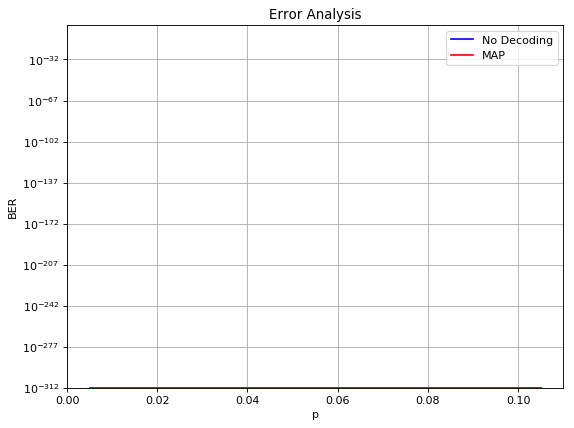 Error Analysis
No Decoding
MAP
10^-32
10^-67
10^-102
10^-137
10^-172
10^-207
10^-242
10^-277
10^-312
BER
0.00 0.02 0.04 0.06 0.08 0.10
p